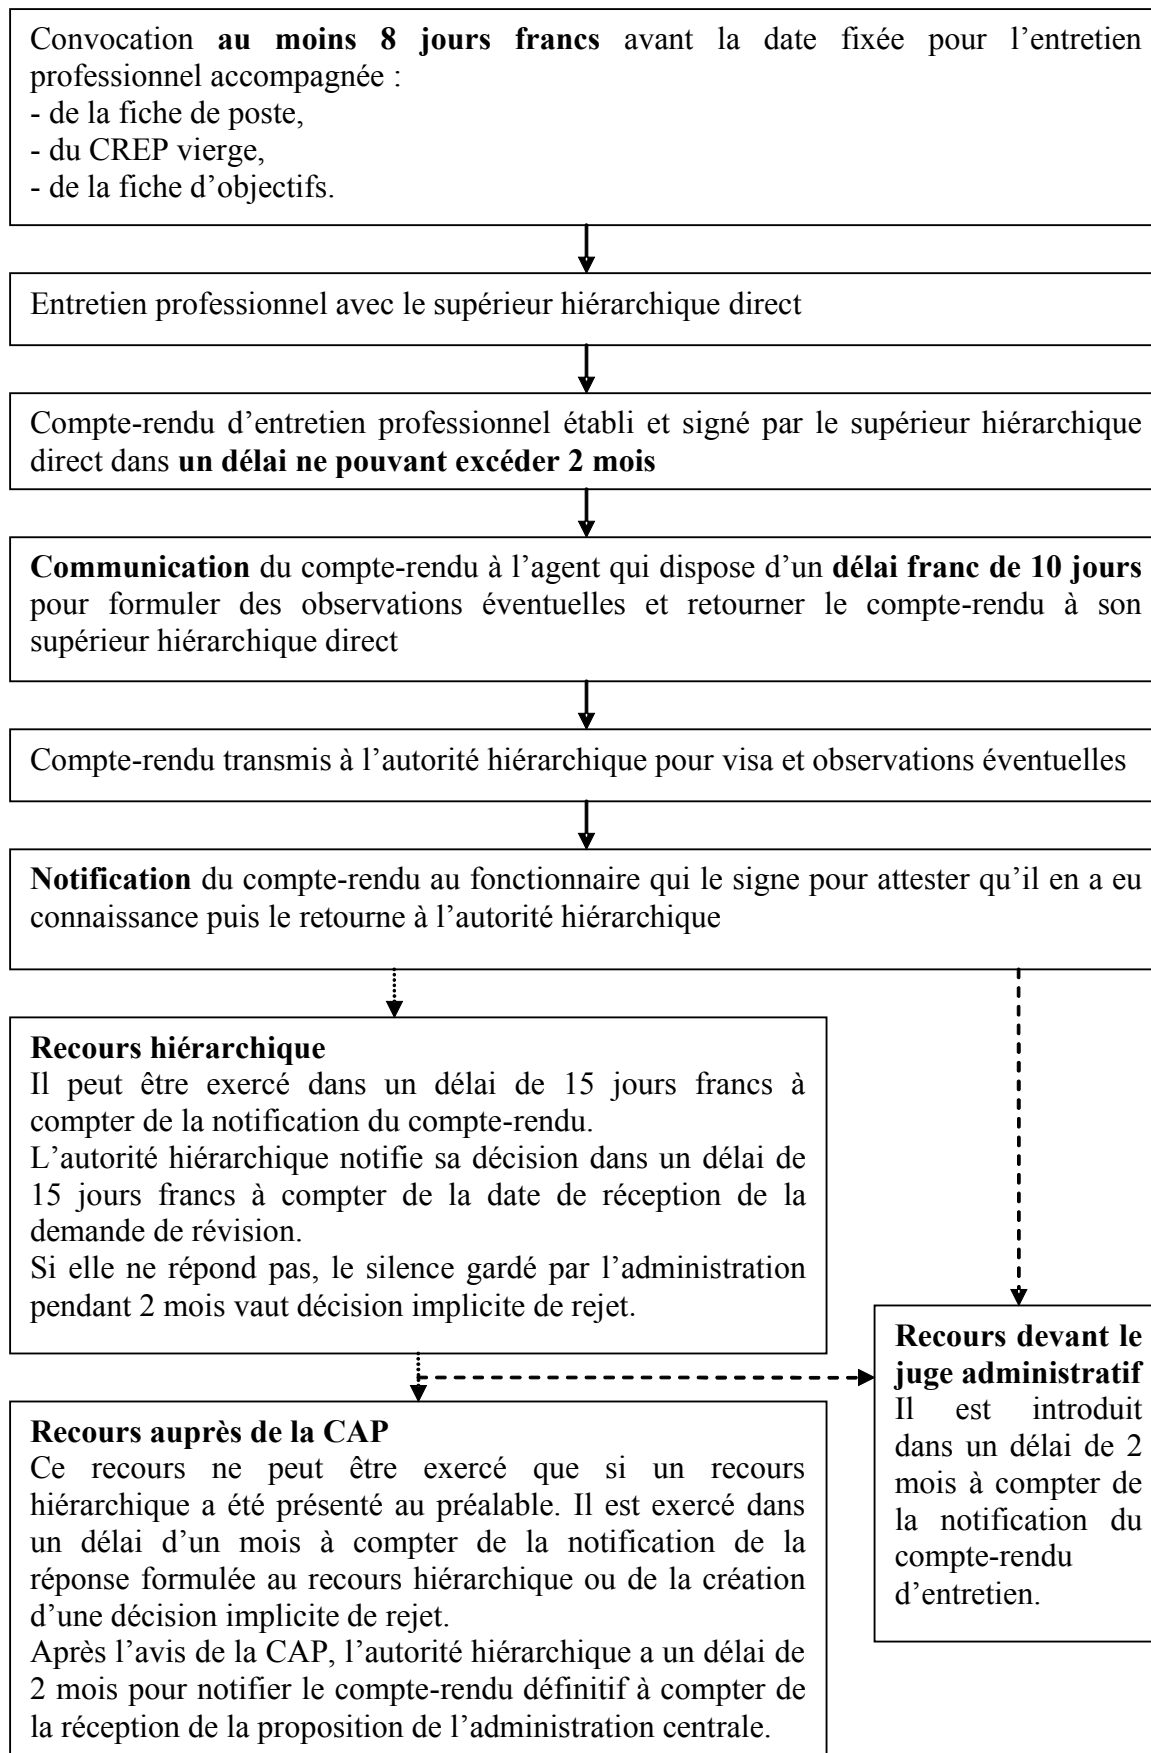 Convocation au moins 8 jours francs avant la date fixée pour l’entretien
professionnel accompagnée :
- de la fiche de poste,
- du CREP vierge,
- de la fiche d’objectifs.
Entretien professionnel avec le supérieur hiérarchique direct
Compte-rendu d’entretien professionnel établi et signé par le supérieur hiérarchique
direct dans un délai ne pouvant excéder 2 mois
Communication du compte-rendu à l’agent qui dispose d’un délai franc de 10 jours
pour formuler des observations éventuelles et retourner le compte-rendu à son
supérieur hiérarchique direct
Compte-rendu transmis à l’autorité hiérarchique pour visa et observations éventuelles
Notification du compte-rendu au fonctionnaire qui le signe pour attester qu’il en a eu
connaissance puis le retourne à l’autorité hiérarchique
Recours hiérarchique
Il peut être exercé dans un délai de 15 jours francs à
compter de la notification du compte-rendu.
L’autorité hiérarchique notifie sa décision dans un délai de
15 jours francs à compter de la date de réception de la
demande de révision.
Si elle ne répond pas, le silence gardé par l’administration
pendant 2 mois vaut décision implicite de rejet.
Recours devant le
juge administratif
Il est introduit
dans un délai de 2
mois à compter de
la notification du
compte-rendu
d’entretien.
Recours auprès de la CAP
Ce recours ne peut être exercé que si un recours
hiérarchique a été présenté au préalable. Il est exercé dans
un délai d’un mois à compter de la notification de la
réponse formulée au recours hiérarchique ou de la création
d’une décision implicite de rejet.
Après l’avis de la CAP, l’autorité hiérarchique a un délai de
2 mois pour notifier le compte-rendu définitif à compter de
la réception de la proposition de l’administration centrale.